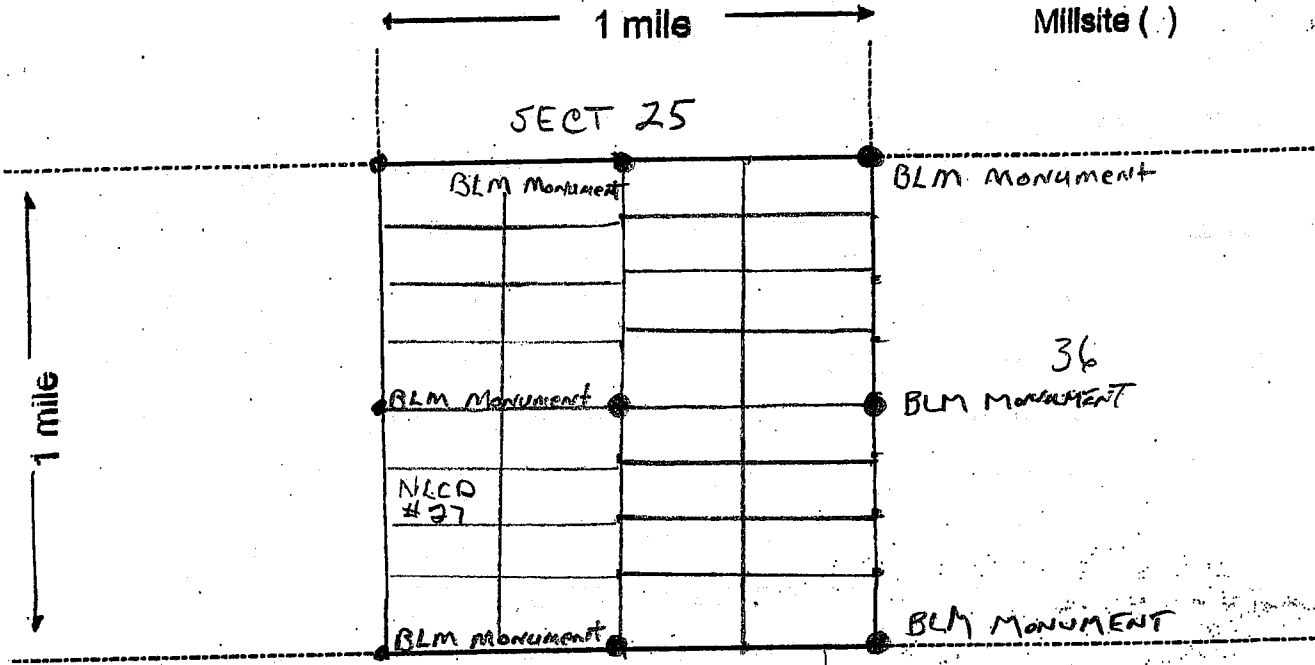 1 mile
Millsite ( )
SECT 25
BLM Monument
BLM Monument
1 mile
36
BLM Monument
BLM MONUMENT
NLCD
#27
BLM Monument
BLM MONUMENT